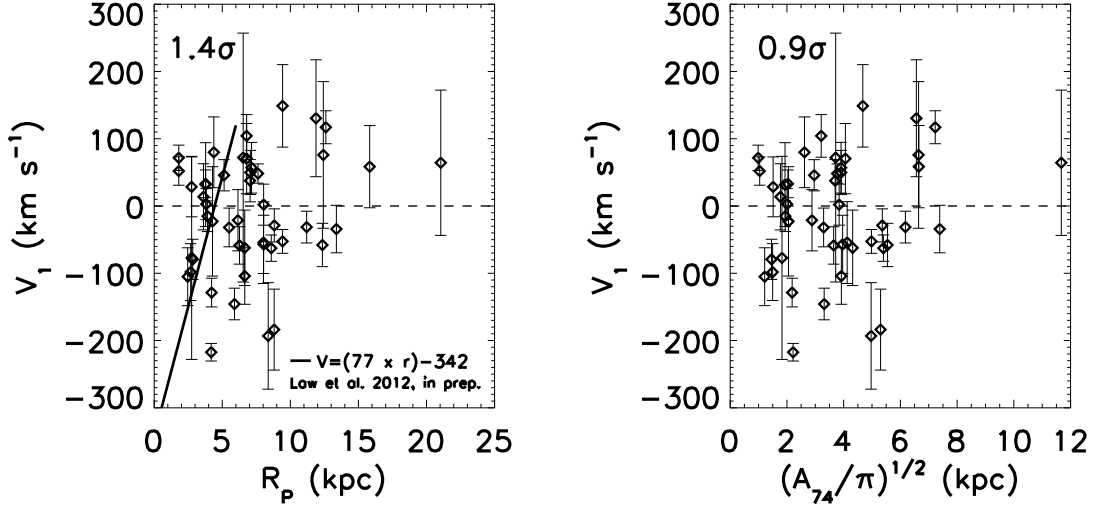 300
200
100
0
−100
−200
−300
V₁ (km s⁻¹)
1.4σ
V=(77 x r)−342
Law et al. 2012, in prep.
0 5 10 15 20 25
R_P (kpc)
300
200
100
0
−100
−200
−300
V₁ (km s⁻¹)
0.9σ
0 2 4 6 8 10 12
(A₇₄/π)¹/² (kpc)